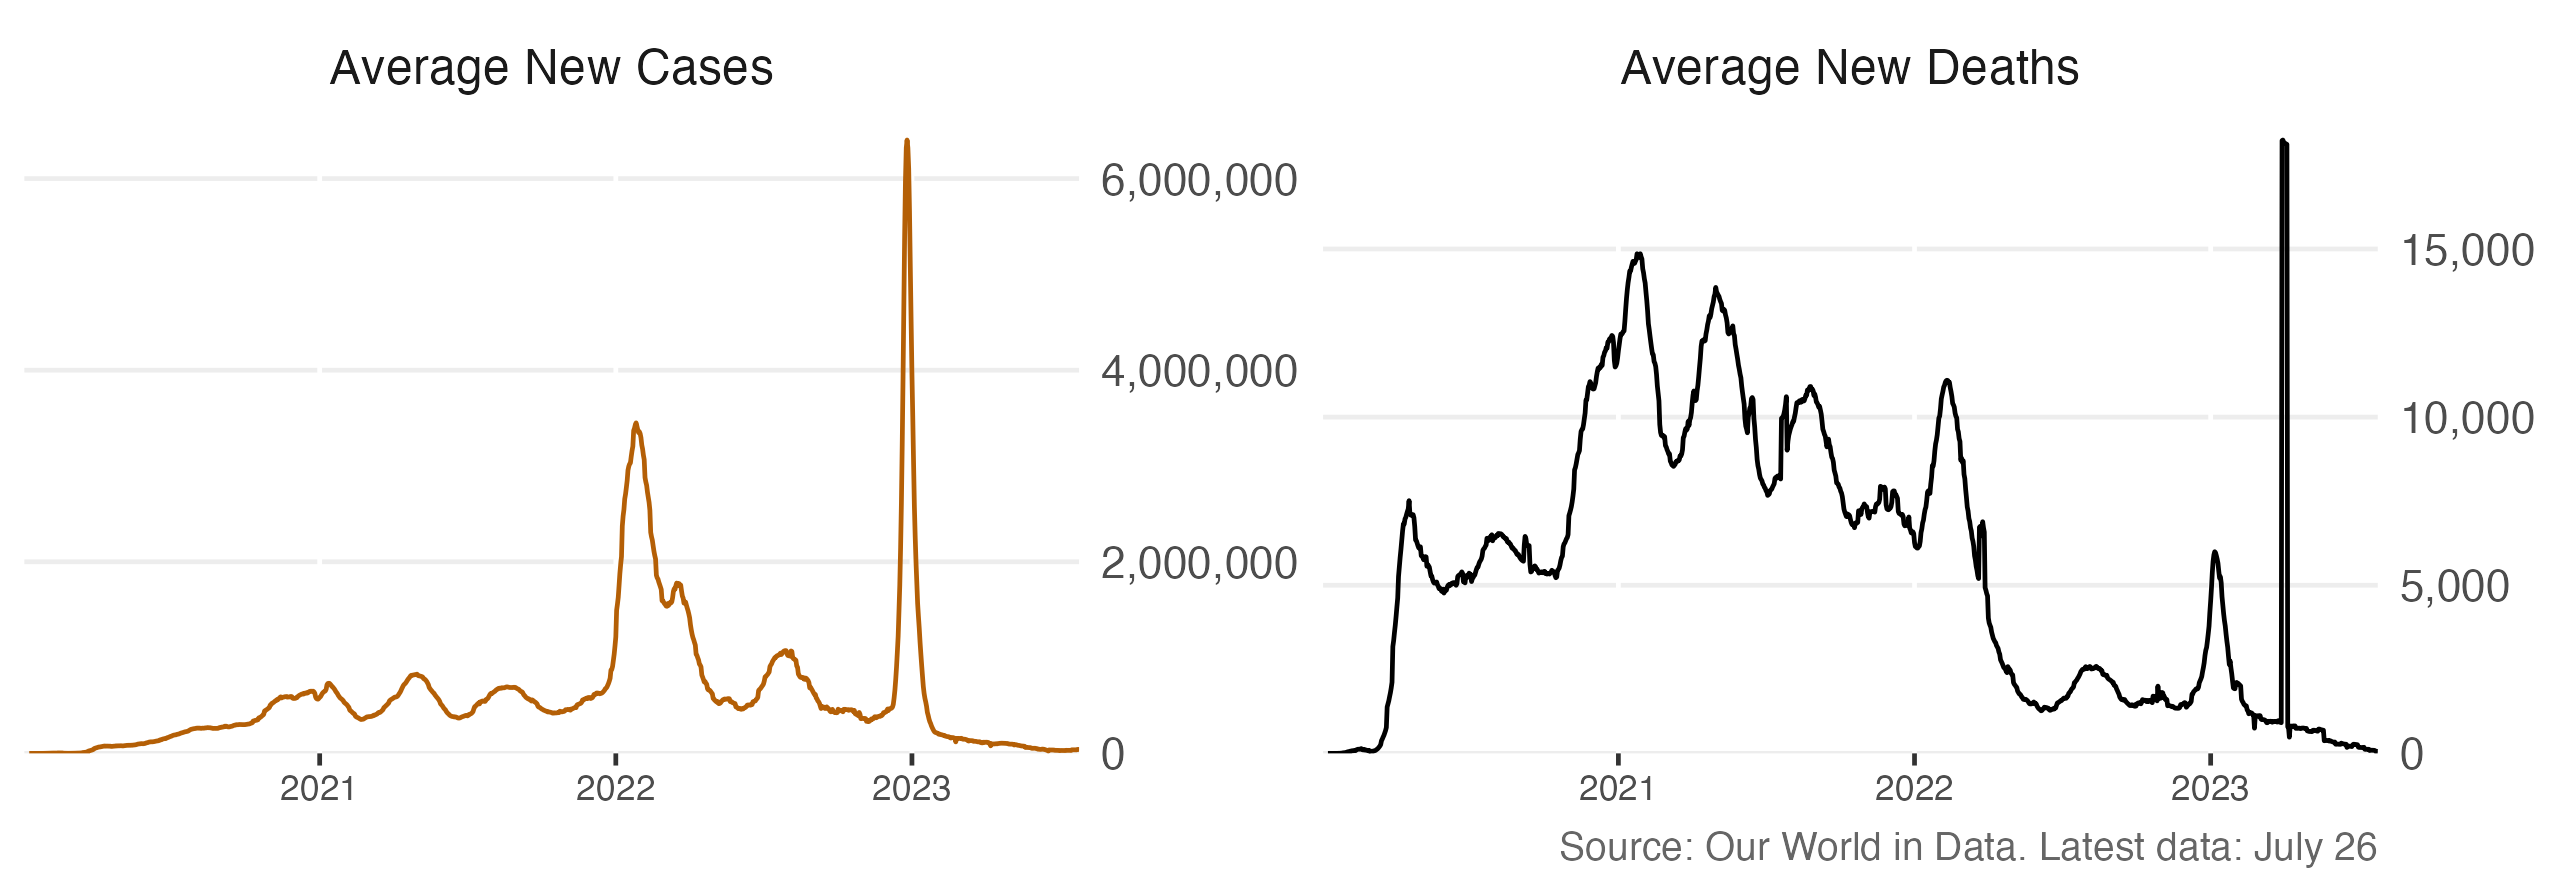 Average New Cases
6,000,000
4,000,000
2,000,000
0
2021 2022 2023
Average New Deaths
15,000
10,000
5,000
0
2021 2022 2023
Source: Our World in Data. Latest data: July 26